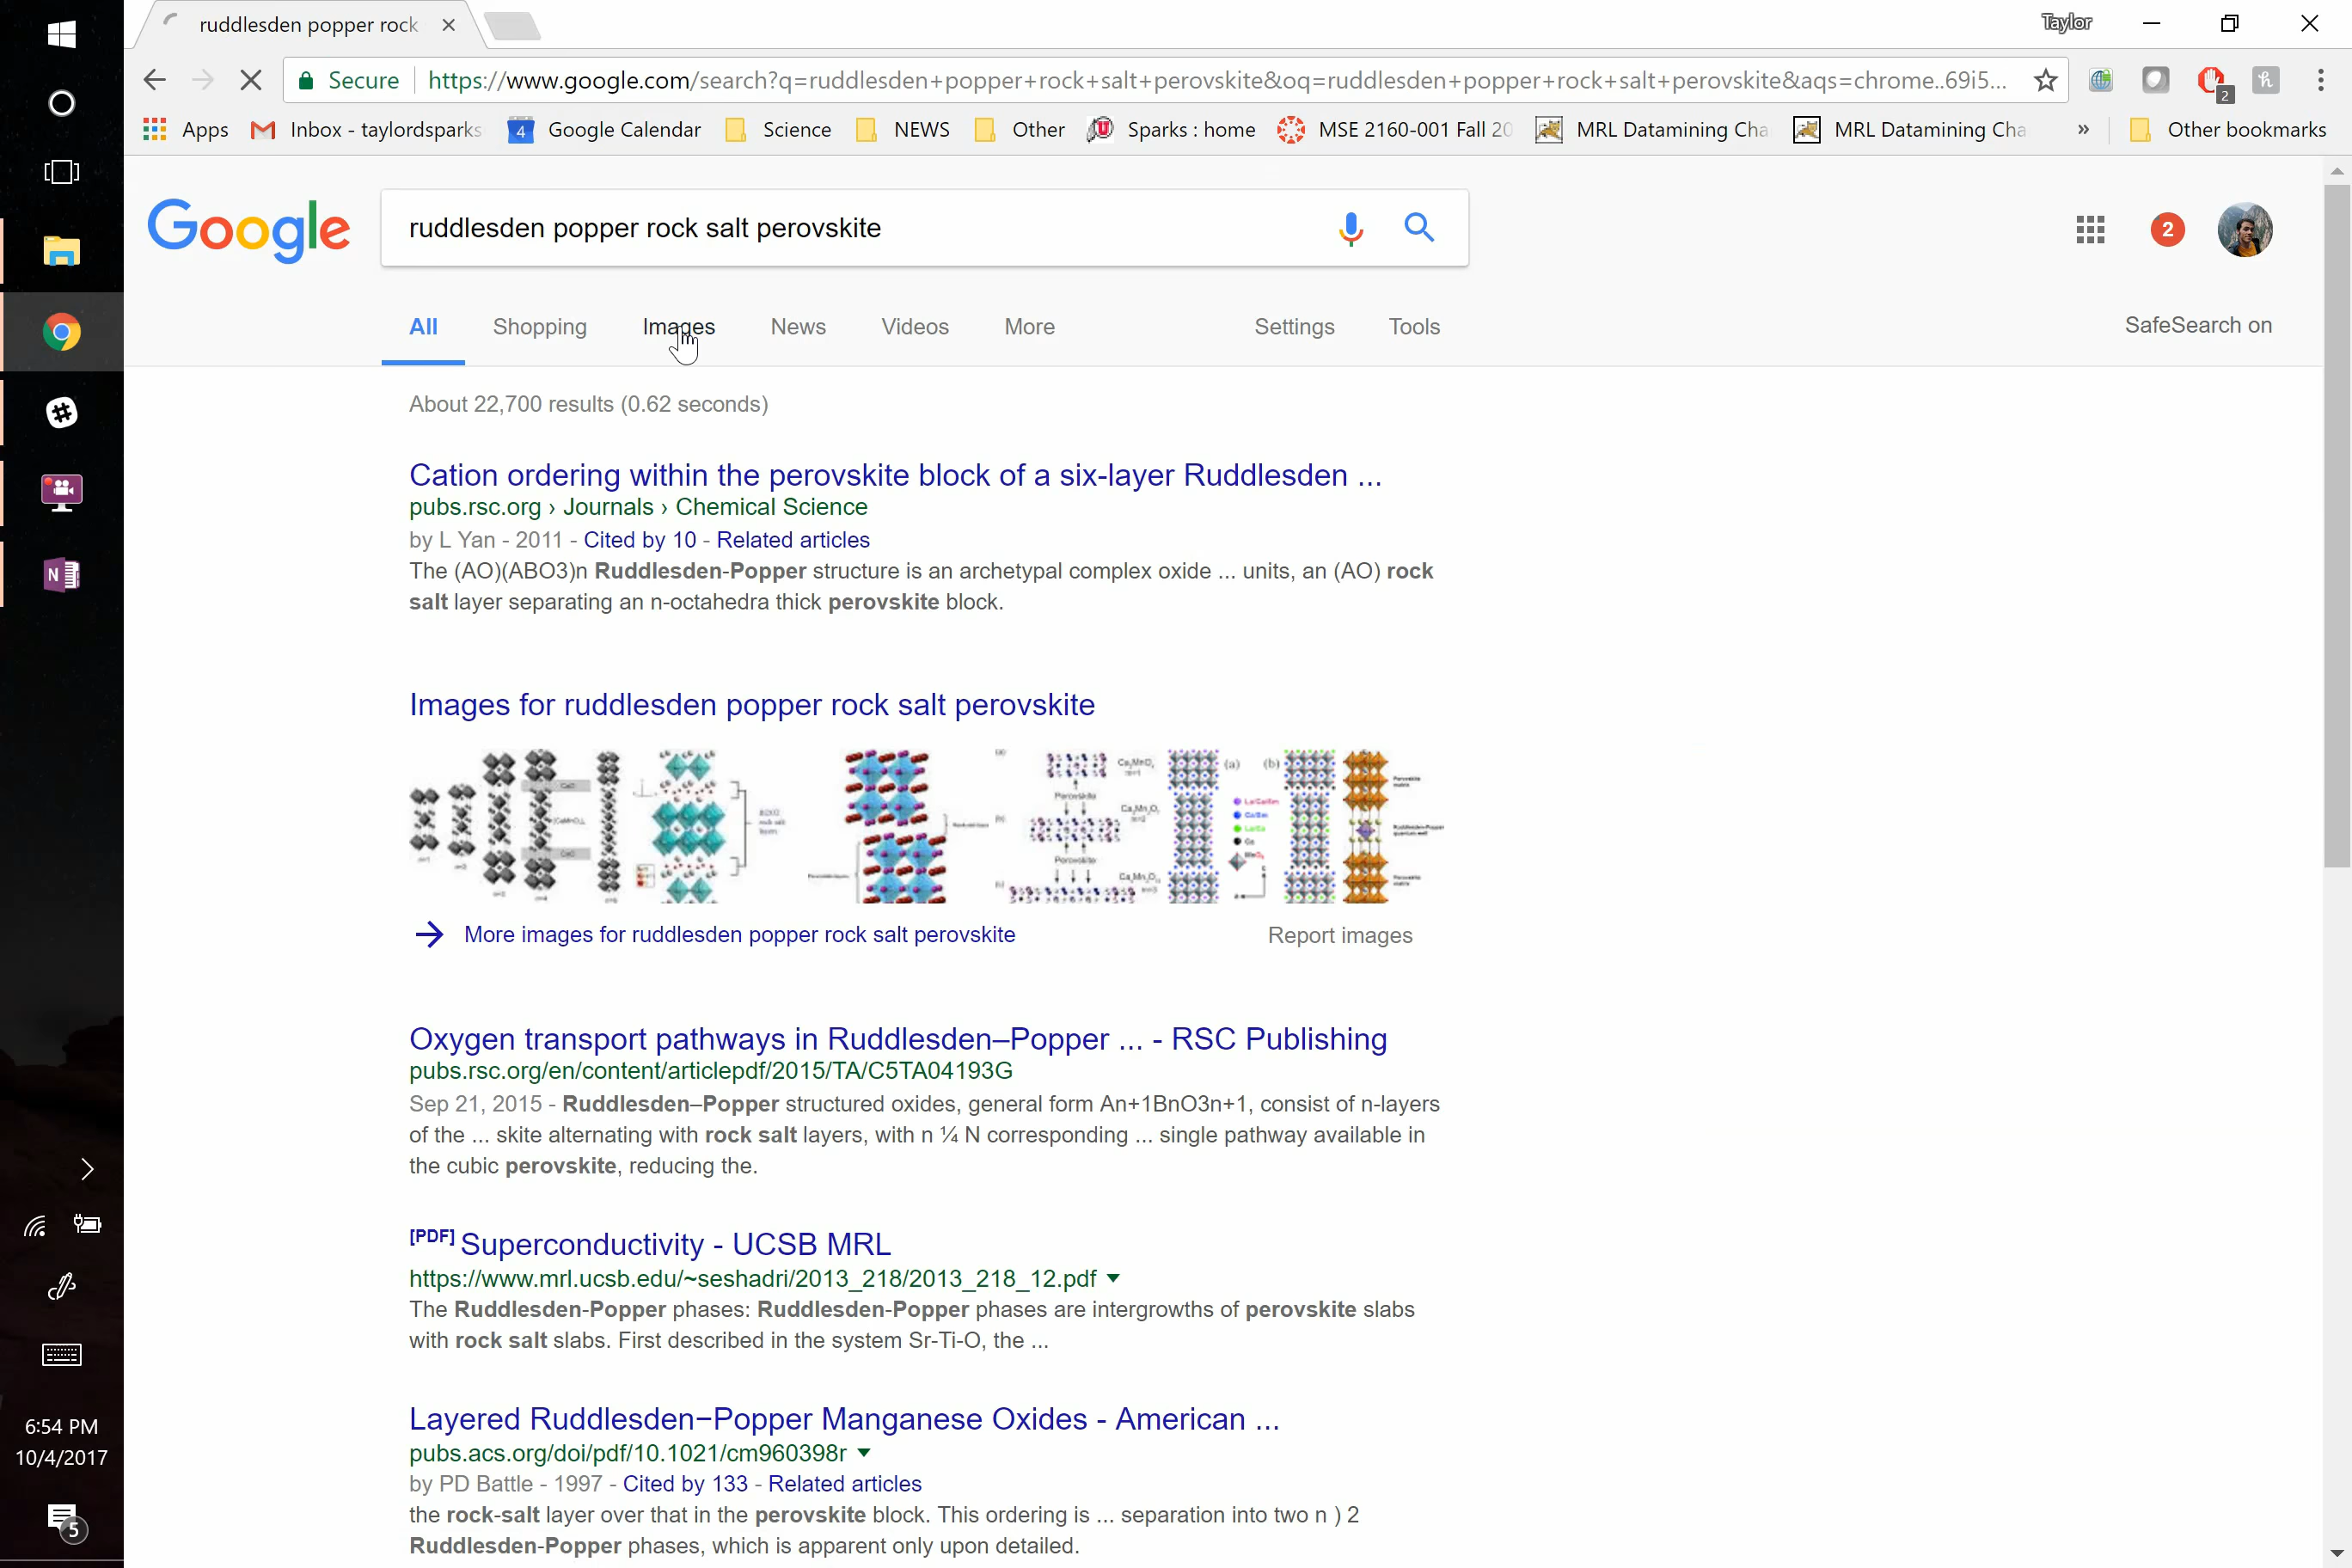 ruddlesden popper rock
Taylor
Secure https://www.google.com/search?q=ruddlesden+popper+rock+salt+perovskite&oq=ruddlesden+popper+rock+salt+perovskite&aqs=chrome..69i5...
2
Apps Inbox - taylordsparks 4 Google Calendar Science NEWS Other Sparks : home MSE 2160-001 Fall 20 MRL Datamining Cha MRL Datamining Cha » Other bookmarks
Google ruddlesden popper rock salt perovskite 2
All Shopping Images News Videos More Settings Tools SafeSearch on
About 22,700 results (0.62 seconds)
Cation ordering within the perovskite block of a six-layer Ruddlesden ...
pubs.rsc.org › Journals › Chemical Science
by L Yan - 2011 - Cited by 10 - Related articles
The (AO)(ABO3)n Ruddlesden-Popper structure is an archetypal complex oxide ... units, an (AO) rock
salt layer separating an n-octahedra thick perovskite block.
Images for ruddlesden popper rock salt perovskite
(a) (b)
Perovskite
Perovskite
More images for ruddlesden popper rock salt perovskite Report images
Oxygen transport pathways in Ruddlesden–Popper ... - RSC Publishing
pubs.rsc.org/en/content/articlepdf/2015/TA/C5TA04193G
Sep 21, 2015 - Ruddlesden–Popper structured oxides, general form An+1BnO3n+1, consist of n-layers
of the ... skite alternating with rock salt layers, with n ¼ N corresponding ... single pathway available in
the cubic perovskite, reducing the.
[PDF] Superconductivity - UCSB MRL
https://www.mrl.ucsb.edu/~seshadri/2013_218/2013_218_12.pdf
The Ruddlesden-Popper phases: Ruddlesden-Popper phases are intergrowths of perovskite slabs
with rock salt slabs. First described in the system Sr-Ti-O, the ...
Layered Ruddlesden−Popper Manganese Oxides - American ...
pubs.acs.org/doi/pdf/10.1021/cm960398r
by PD Battle - 1997 - Cited by 133 - Related articles
the rock-salt layer over that in the perovskite block. This ordering is ... separation into two n ) 2
Ruddlesden-Popper phases, which is apparent only upon detailed.
N
6:54 PM
10/4/2017
5